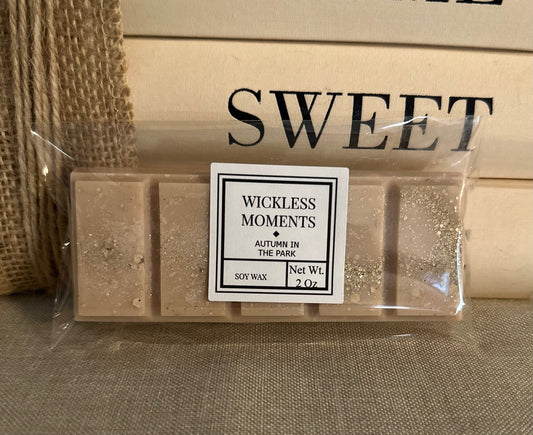 SWEET
WICKLESS
MOMENTS
AUTUMN IN
THE PARK
SOY WAX
Net Wt.
2 Oz